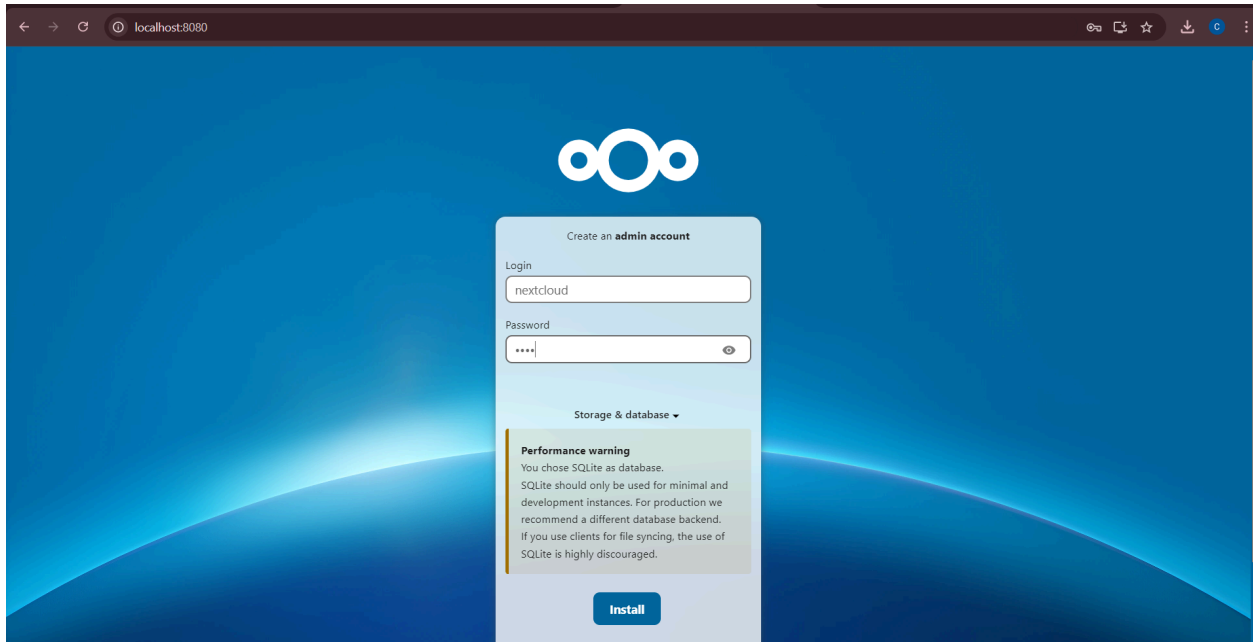 localhost:8080
C
Create an admin account
Login
nextcloud
Password
••••
Storage & database
Performance warning
You chose SQLite as database.
SQLite should only be used for minimal and
development instances. For production we
recommend a different database backend.
If you use clients for file syncing, the use of
SQLite is highly discouraged.
Install